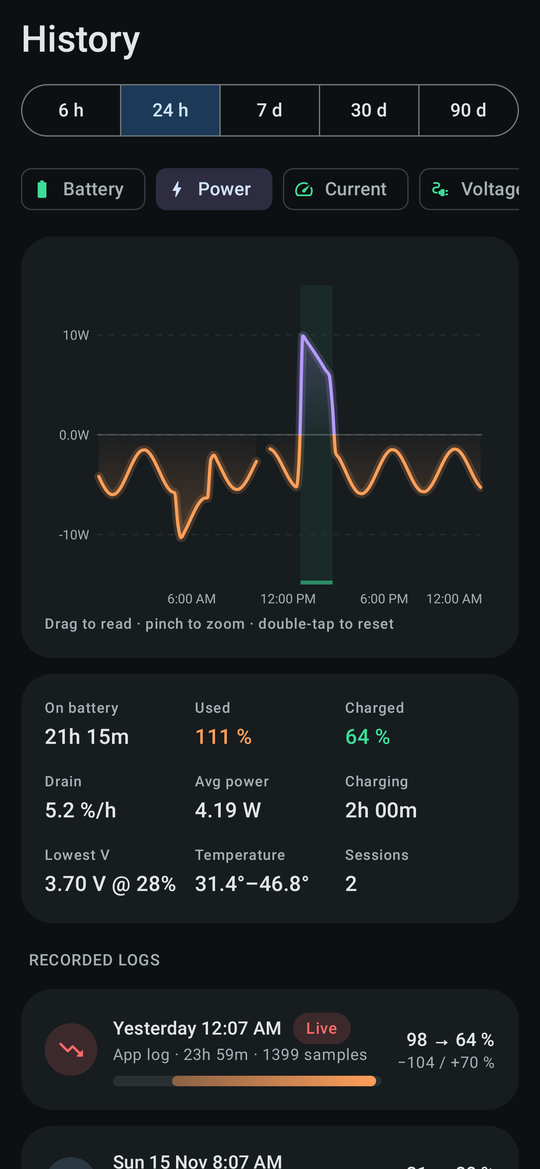 History
6 h 24 h 7 d 30 d 90 d
Battery Power Current Voltage
10W
0.0W
-10W
6:00 AM 12:00 PM 6:00 PM 12:00 AM
Drag to read · pinch to zoom · double-tap to reset
On battery Used Charged
21h 15m 111 % 64 %
Drain Avg power Charging
5.2 %/h 4.19 W 2h 00m
Lowest V Temperature Sessions
3.70 V @ 28% 31.4°–46.8° 2
RECORDED LOGS
Yesterday 12:07 AM Live
98 → 64 %
App log · 23h 59m · 1399 samples
−104 / +70 %
Sun 15 Nov 8:07 AM